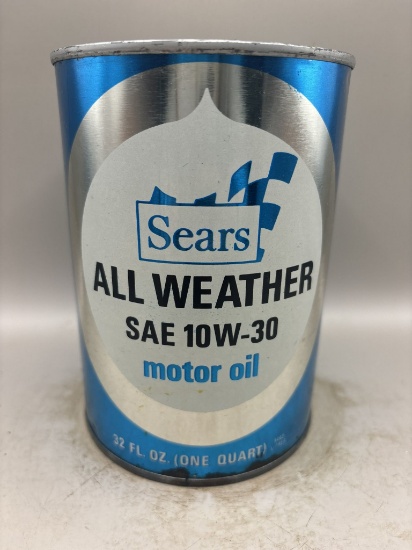 Sears
ALL WEATHER
SAE 10W-30
motor oil
32 FL. OZ. (ONE QUART)